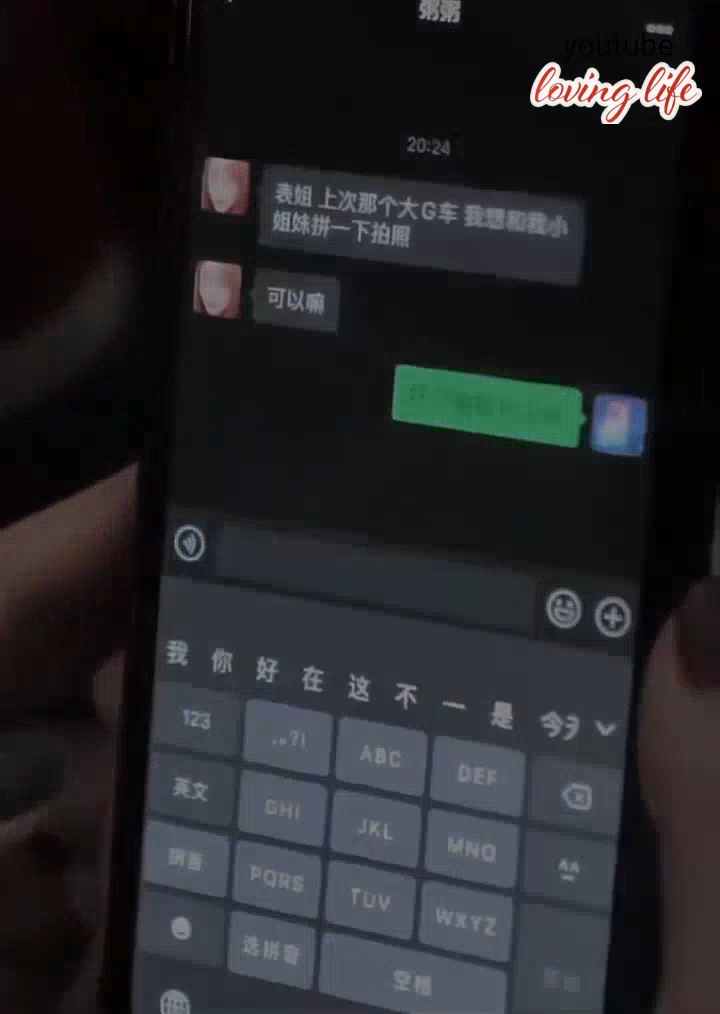 粥粥
youtube
loving life
20:24
表姐 上次那个大G车 我想和我小
姐妹拼一下拍照
可以嘛
我 你 好 在 这 不 一 是
123
ABC
DEF
英文
GHI
JKL
MNO
拼音
PQRS
TUV
WXYZ
选拼音
空格